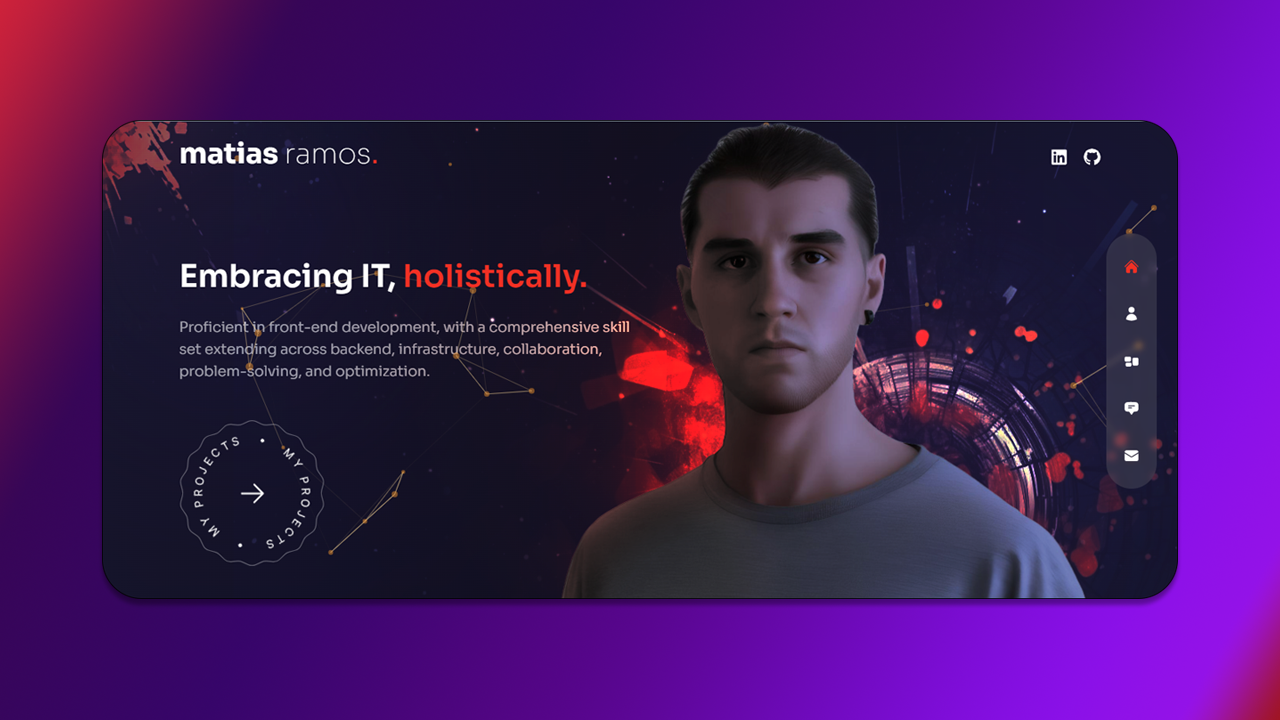 matias ramos.
Embracing IT, holistically.
Proficient in front-end development, with a comprehensive skill
set extending across backend, infrastructure, collaboration,
problem-solving, and optimization.
MY PROJECTS • MY PROJECTS •
in